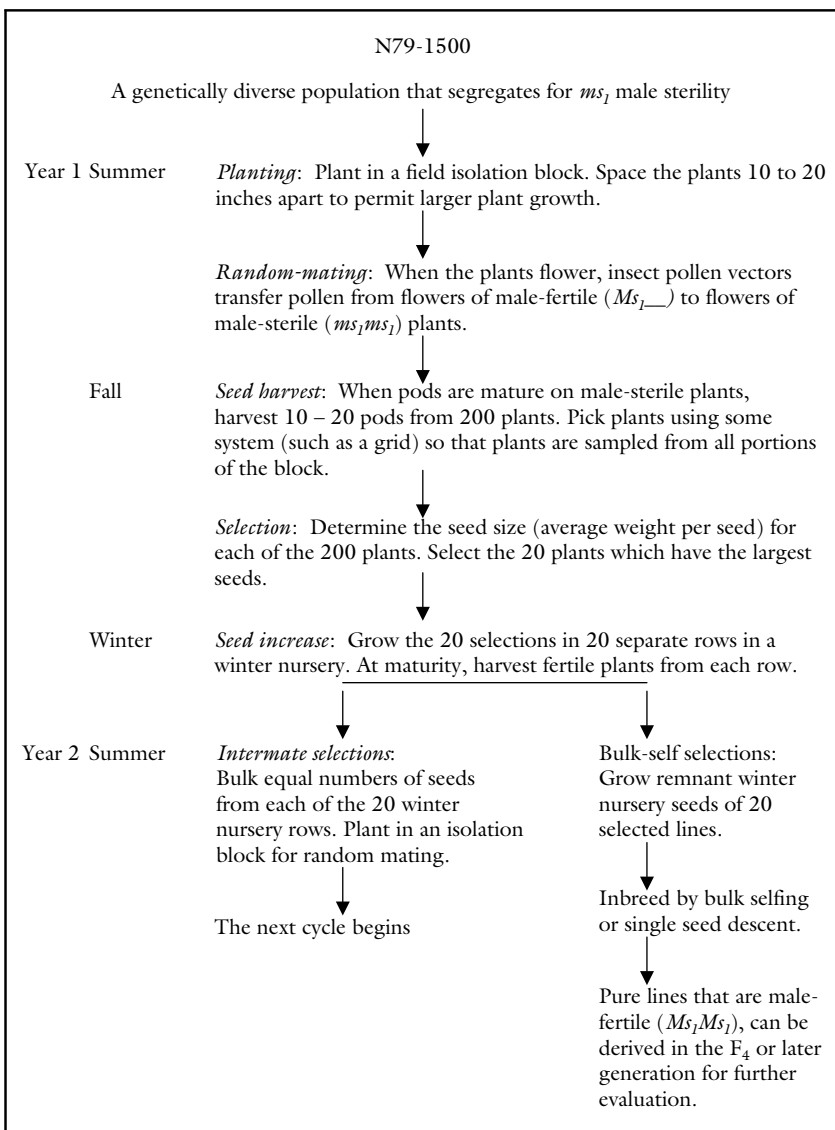 N79-1500
A genetically diverse population that segregates for ms₁ male sterility
Year 1 Summer
Planting: Plant in a field isolation block. Space the plants 10 to 20
inches apart to permit larger plant growth.
Random-mating: When the plants flower, insect pollen vectors
transfer pollen from flowers of male-fertile (Ms₁__) to flowers of
male-sterile (ms₁ms₁) plants.
Fall
Seed harvest: When pods are mature on male-sterile plants,
harvest 10 – 20 pods from 200 plants. Pick plants using some
system (such as a grid) so that plants are sampled from all portions
of the block.
Selection: Determine the seed size (average weight per seed) for
each of the 200 plants. Select the 20 plants which have the largest
seeds.
Winter
Seed increase: Grow the 20 selections in 20 separate rows in a
winter nursery. At maturity, harvest fertile plants from each row.
Year 2 Summer
Intermate selections:
Bulk equal numbers of seeds
from each of the 20 winter
nursery rows. Plant in an isolation
block for random mating.
The next cycle begins
Bulk-self selections:
Grow remnant winter
nursery seeds of 20
selected lines.
Inbreed by bulk selfing
or single seed descent.
Pure lines that are male-
fertile (Ms₁Ms₁), can be
derived in the F₄ or later
generation for further
evaluation.